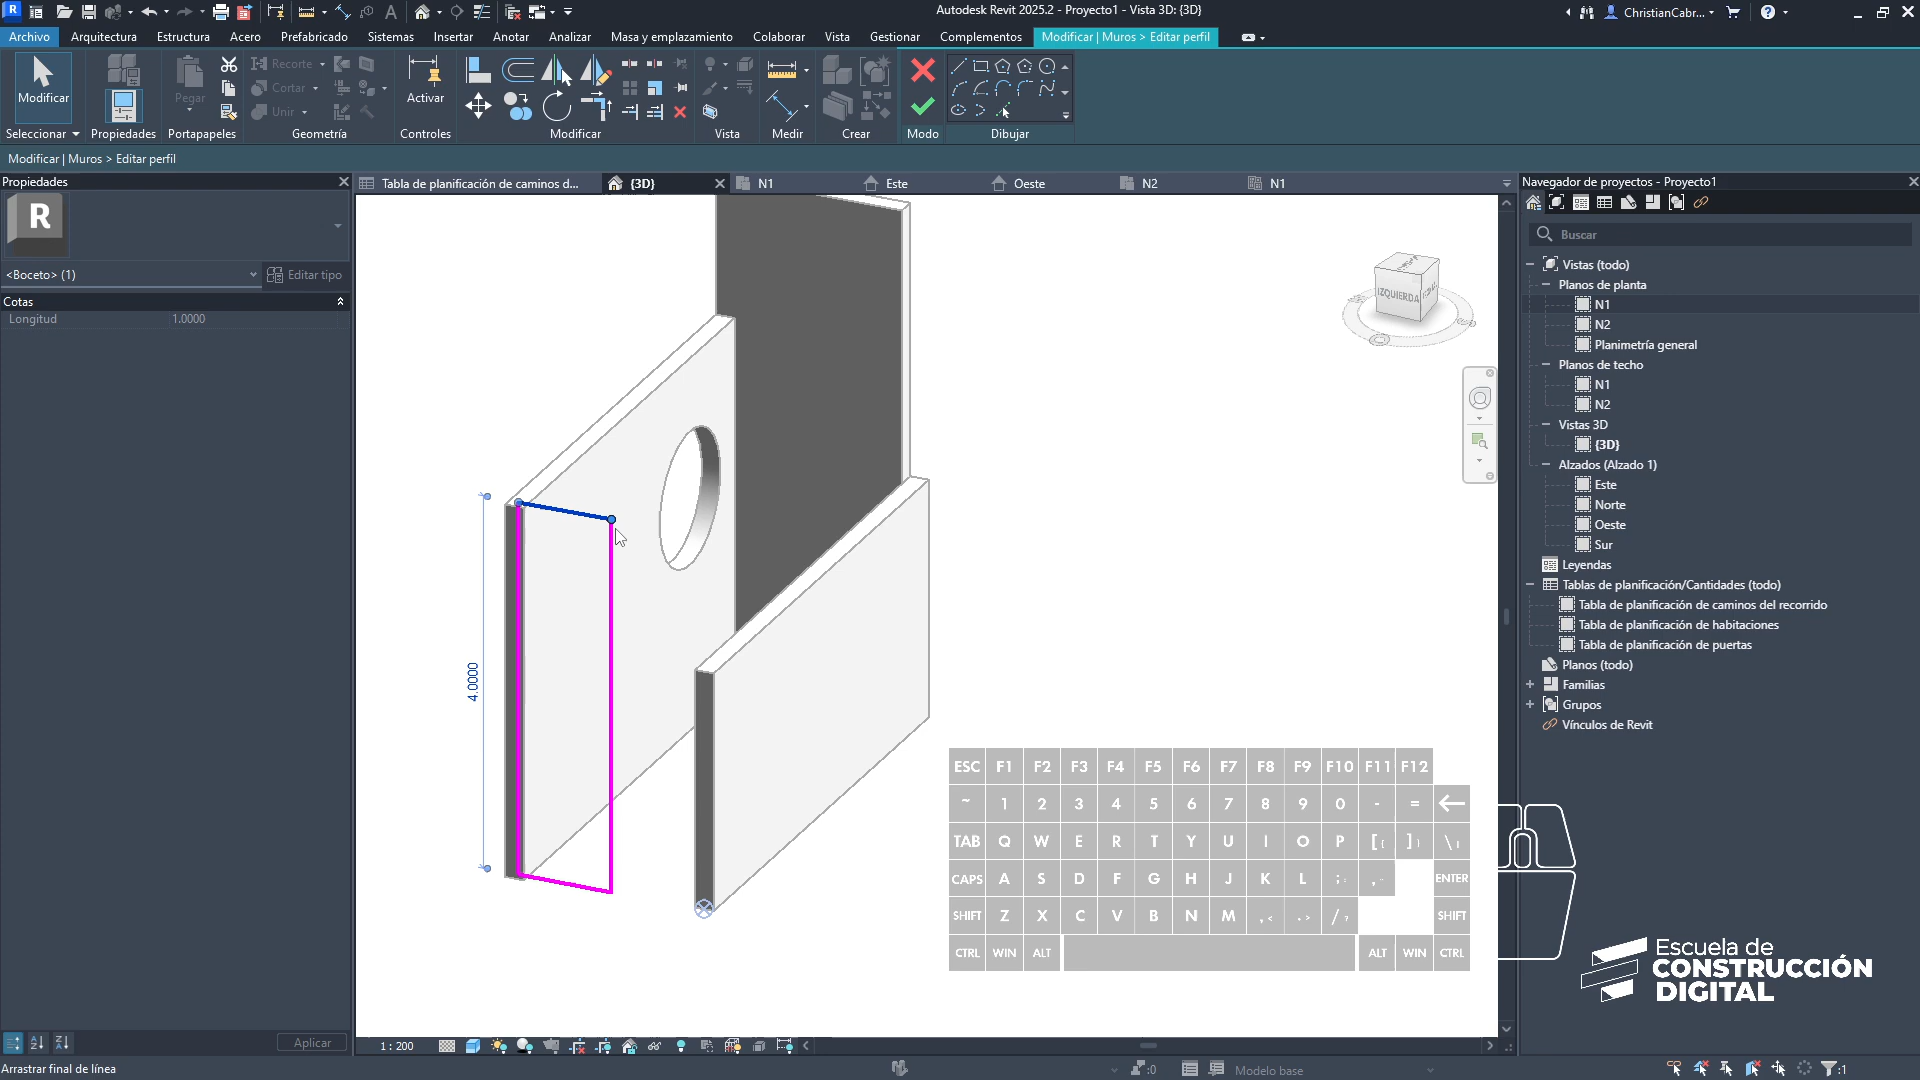 Autodesk Revit 2025.2 - Proyecto1 - Vista 3D: {3D}
ChristianCabr...
Archivo
Arquitectura
Estructura
Acero
Prefabricado
Sistemas
Insertar
Anotar
Analizar
Masa y emplazamiento
Colaborar
Vista
Gestionar
Complementos
Modificar | Muros > Editar perfil
Modificar
Pegar
Recorte
Cortar
Unir
Activar
Seleccionar
Propiedades
Portapapeles
Geometría
Controles
Modificar
Vista
Medir
Crear
Modo
Dibujar
Modificar | Muros > Editar perfil
Propiedades
R
<Boceto> (1)
Editar tipo
Cotas
Longitud 1.0000
Aplicar
Tabla de planificación de caminos d...
{3D}
N1
Este
Oeste
N2
N1
4.0000
IZQUIERDA
Navegador de proyectos - Proyecto1
Buscar
Vistas (todo)
Planos de planta
N1
N2
Planimetría general
Planos de techo
N1
N2
Vistas 3D
{3D}
Alzados (Alzado 1)
Este
Norte
Oeste
Sur
Leyendas
Tablas de planificación/Cantidades (todo)
Tabla de planificación de caminos del recorrido
Tabla de planificación de habitaciones
Tabla de planificación de puertas
Planos (todo)
Familias
Grupos
Vínculos de Revit
ESC F1 F2 F3 F4 F5 F6 F7 F8 F9 F10 F11 F12
~ 1 2 3 4 5 6 7 8 9 0 - =
TAB Q W E R T Y U I O P [ ] \
CAPS A S D F G H J K L ; ENTER
SHIFT Z X C V B N M , < . > / ? SHIFT
CTRL WIN ALT ALT WIN CTRL
Escuela de
CONSTRUCCIÓN
DIGITAL
1 : 200
Arrastrar final de línea
:0
Modelo base
:1